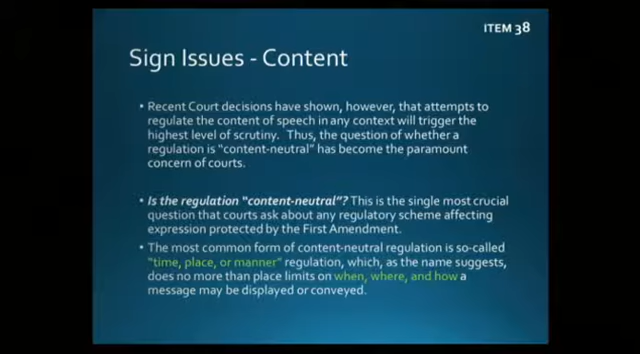 ITEM 38
Sign Issues - Content
• Recent Court decisions have shown, however, that attempts to
regulate the content of speech in any context will trigger the
highest level of scrutiny. Thus, the question of whether a
regulation is "content-neutral" has become the paramount
concern of courts.
• Is the regulation "content-neutral"? This is the single most crucial
question that courts ask about any regulatory scheme affecting
expression protected by the First Amendment.
• The most common form of content-neutral regulation is so-called
"time, place, or manner" regulation, which, as the name suggests,
does no more than place limits on when, where, and how a
message may be displayed or conveyed.